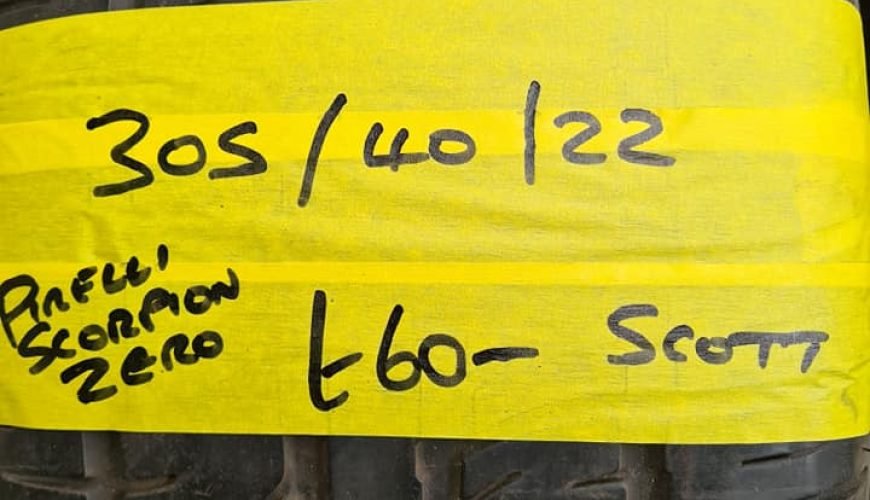 305/40/22
PIRELLI
SCORPION
ZERO
£60-
SCOTT